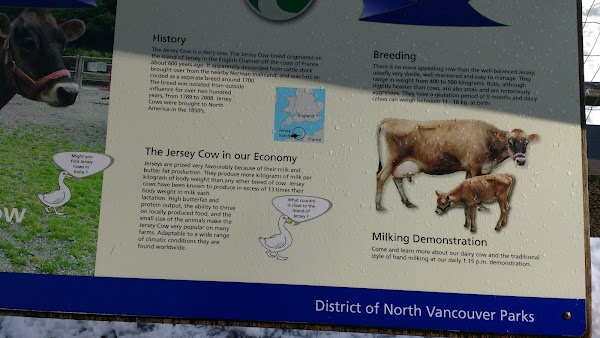 History
The Jersey Cow is a dairy cow. The Jersey Cow breed originated on
the Island of Jersey in the English Channel off the coast of France
about 600 years ago. It apparently descended from cattle stock
brought over from the nearby Norman mainland, and was first re-
corded as a separate breed around 1700.
The breed was isolated from outside
influence for over two hundred
years, from 1789 to 2008. Jersey
Cows were brought to North
America in the 1850's.
England
Jersey
Island
France
The Jersey Cow in our Economy
Jerseys are prized very favourably because of their milk and
butter fat production. They produce more kilograms of milk per
kilogram of body weight than any other breed of cow. Jersey
cows have been known to produce in excess of 13 times their
body weight in milk each
lactation. High butterfat and
protein output, the ability to thrive
on locally produced food, and the
small size of the animals make the
Jersey Cow very popular on many
farms. Adaptable to a wide range
of climatic conditions they are
found worldwide.
Might you
find Jersey
Cows in
India ?
ow
What country
is close to the
Island of
Jersey ?
Breeding
There is no more appealing cow than the well-balanced Jersey,
usually very docile, well mannered and easy to manage. They
range in weight from 400 to 500 kilograms. Bulls, although
slightly heavier than cows, are also small and are notoriously
aggressive. They have a gestation period of 9 months and dairy
calves can weigh between 11 - 18 kg. at birth.
Milking Demonstration
Come and learn more about our dairy cow and the traditional
style of hand milking at our daily 1:15 p.m. demonstration.
District of North Vancouver Parks